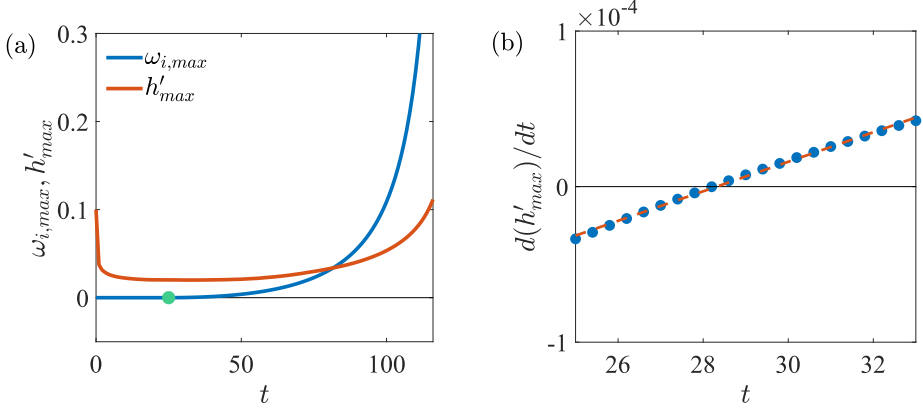 (a)
0.3
0.2
0.1
0
ω_{i,max}, h'_{max}
ω_{i,max}
h'_{max}
0
50
100
t
(b)
×10^{-4}
1
0
-1
d(h'_{max})/dt
26
28
30
32
t